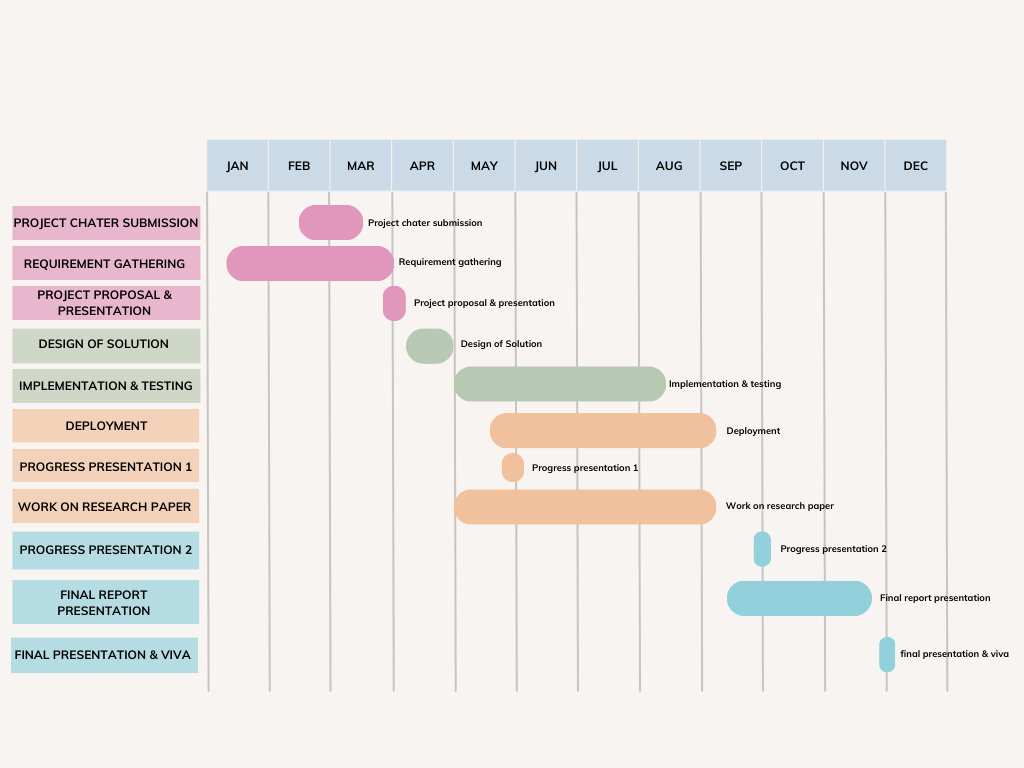 JAN FEB MAR APR MAY JUN JUL AUG SEP OCT NOV DEC
PROJECT CHATER SUBMISSION
Project chater submission
REQUIREMENT GATHERING
Requirement gathering
PROJECT PROPOSAL &
PRESENTATION
Project proposal & presentation
DESIGN OF SOLUTION
Design of Solution
IMPLEMENTATION & TESTING
Implementation & testing
DEPLOYMENT
Deployment
PROGRESS PRESENTATION 1
Progress presentation 1
WORK ON RESEARCH PAPER
Work on research paper
PROGRESS PRESENTATION 2
Progress presentation 2
FINAL REPORT
PRESENTATION
Final report presentation
FINAL PRESENTATION & VIVA
final presentation & viva